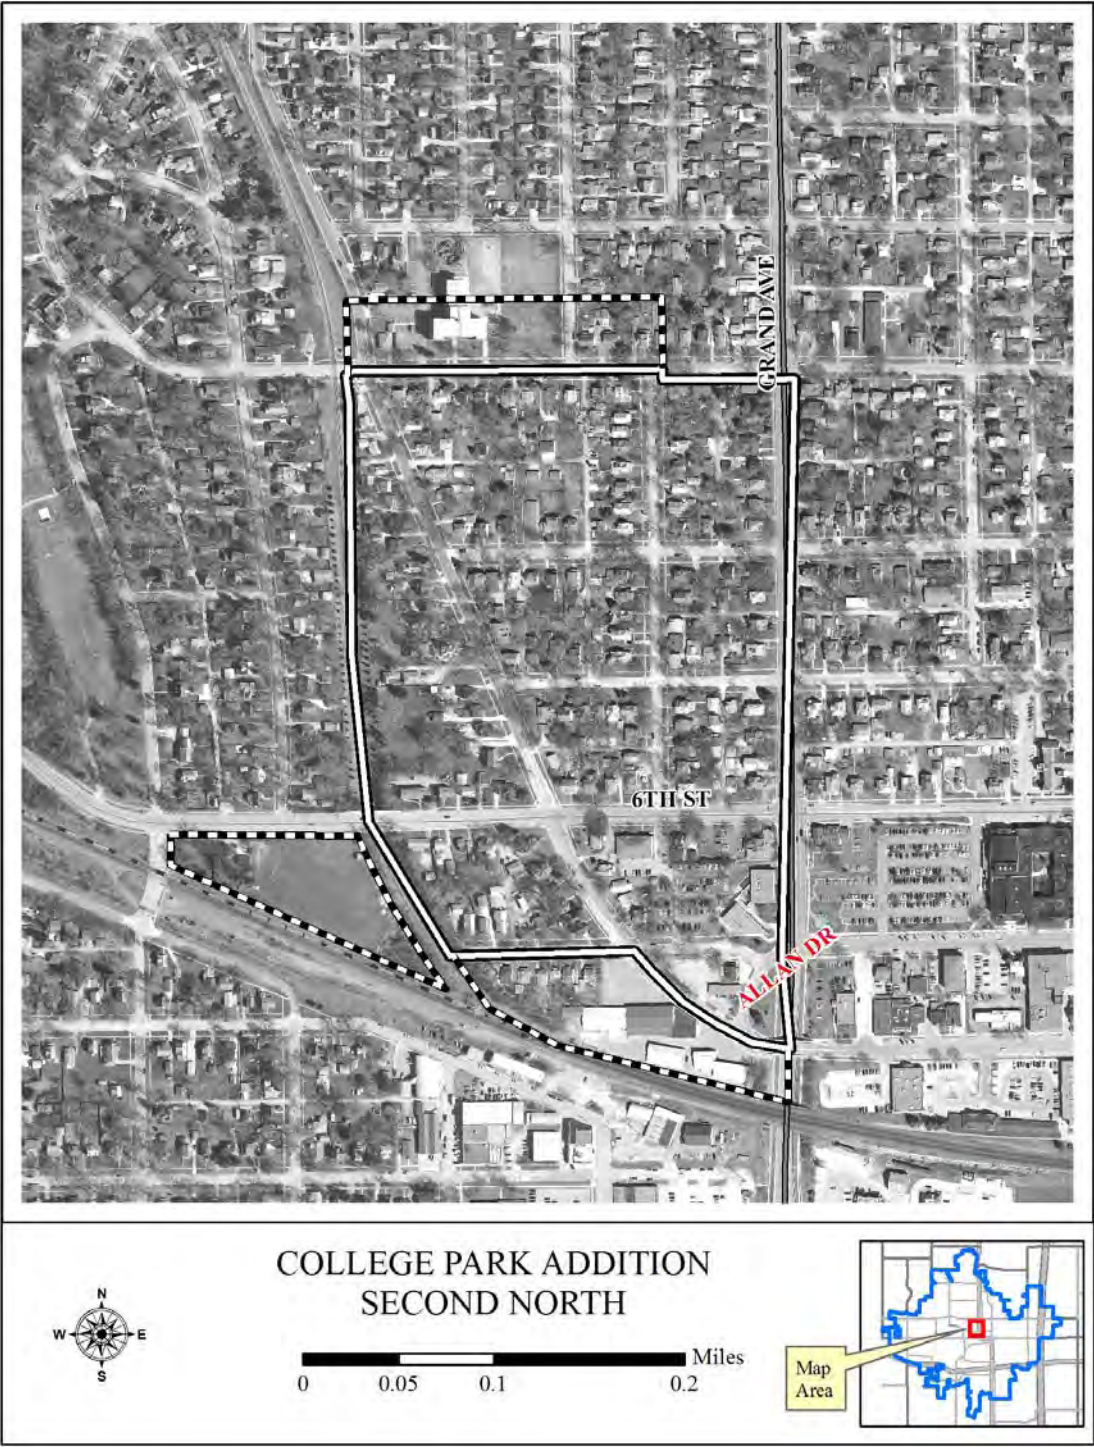 GRAND AVE
6TH ST
ALLAN DR
COLLEGE PARK ADDITION
SECOND NORTH
N
W E
S
Miles
0 0.05 0.1 0.2
Map
Area